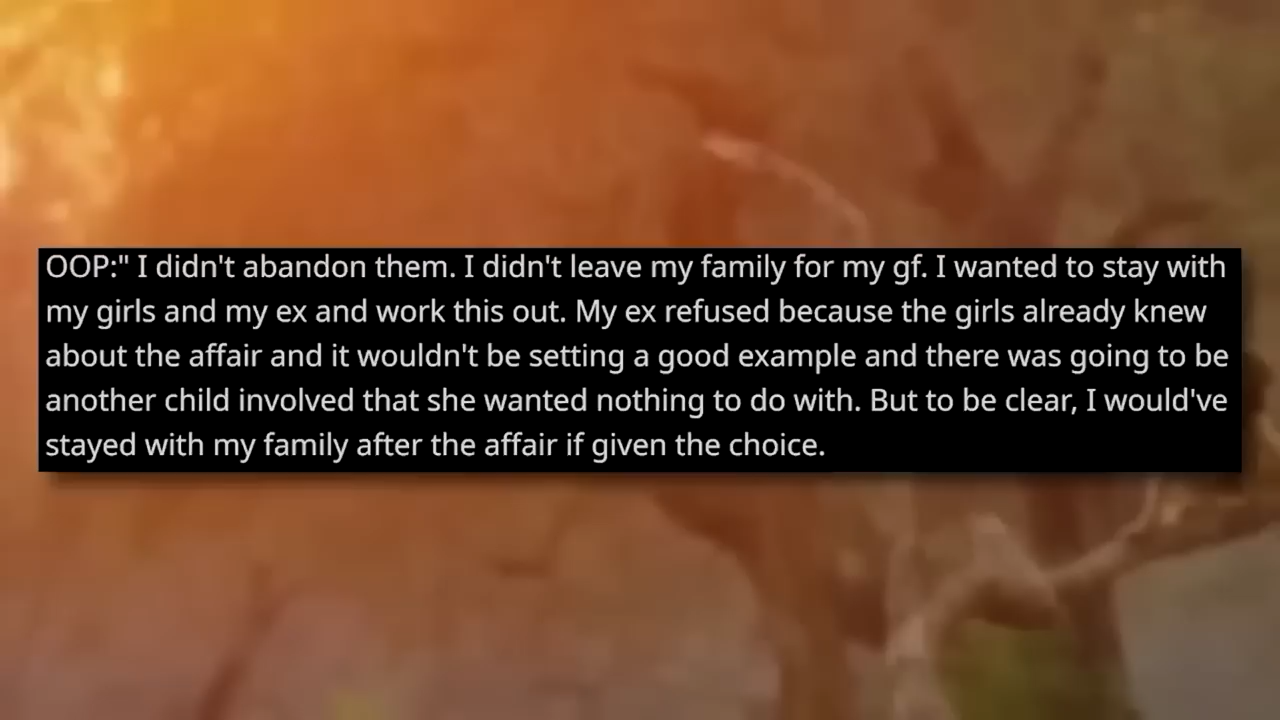 OOP:" I didn't abandon them. I didn't leave my family for my gf. I wanted to stay with
my girls and my ex and work this out. My ex refused because the girls already knew
about the affair and it wouldn't be setting a good example and there was going to be
another child involved that she wanted nothing to do with. But to be clear, I would've
stayed with my family after the affair if given the choice.